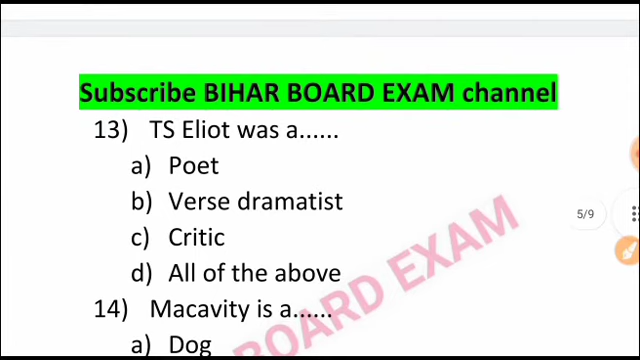 Subscribe BIHAR BOARD EXAM channel
13) TS Eliot was a......
a) Poet
b) Verse dramatist
c) Critic
d) All of the above
14) Macavity is a......
a) Dog
5/9
BOARD EXAM